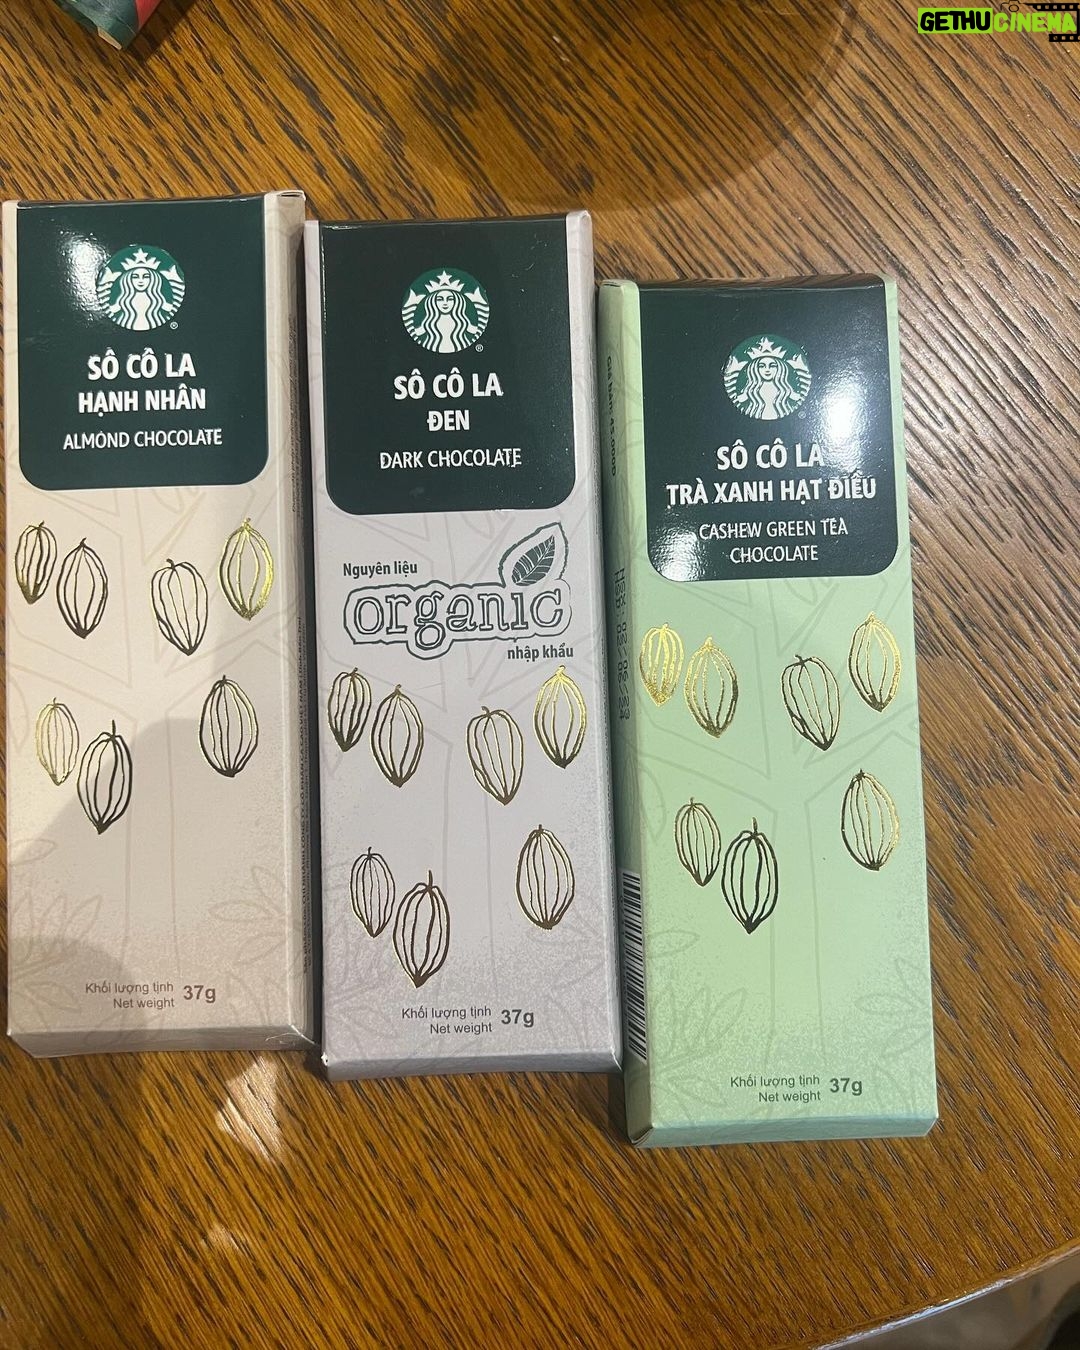 GETHUCINEMA
SÔ CÔ LA
HẠNH NHÂN
ALMOND CHOCOLATE
Khối lượng tịnh
Net weight 37g
SÔ CÔ LA
ĐEN
DARK CHOCOLATE
Nguyên liệu
organic
nhập khẩu
Khối lượng tịnh
Net weight 37g
SÔ CÔ LA
TRÀ XANH HẠT ĐIỀU
CASHEW GREEN TEA
CHOCOLATE
Khối lượng tịnh
Net weight 37g